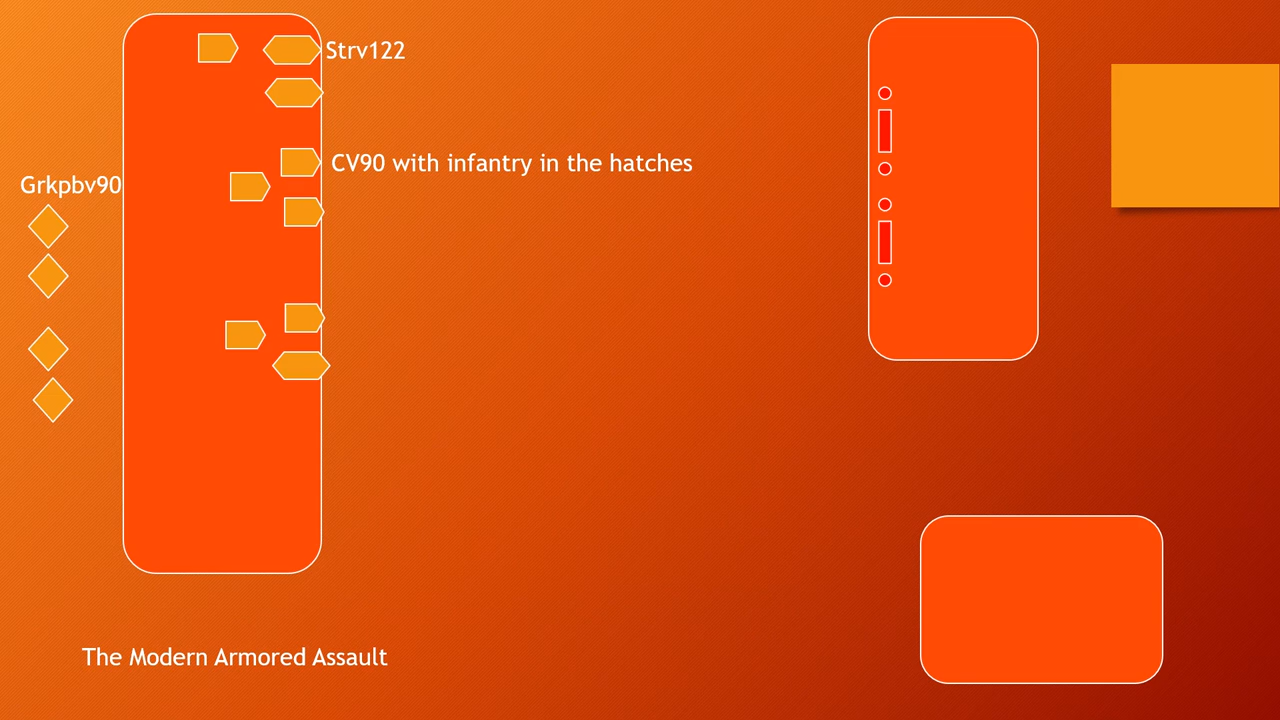 Strv122
CV90 with infantry in the hatches
Grkpbv90
The Modern Armored Assault